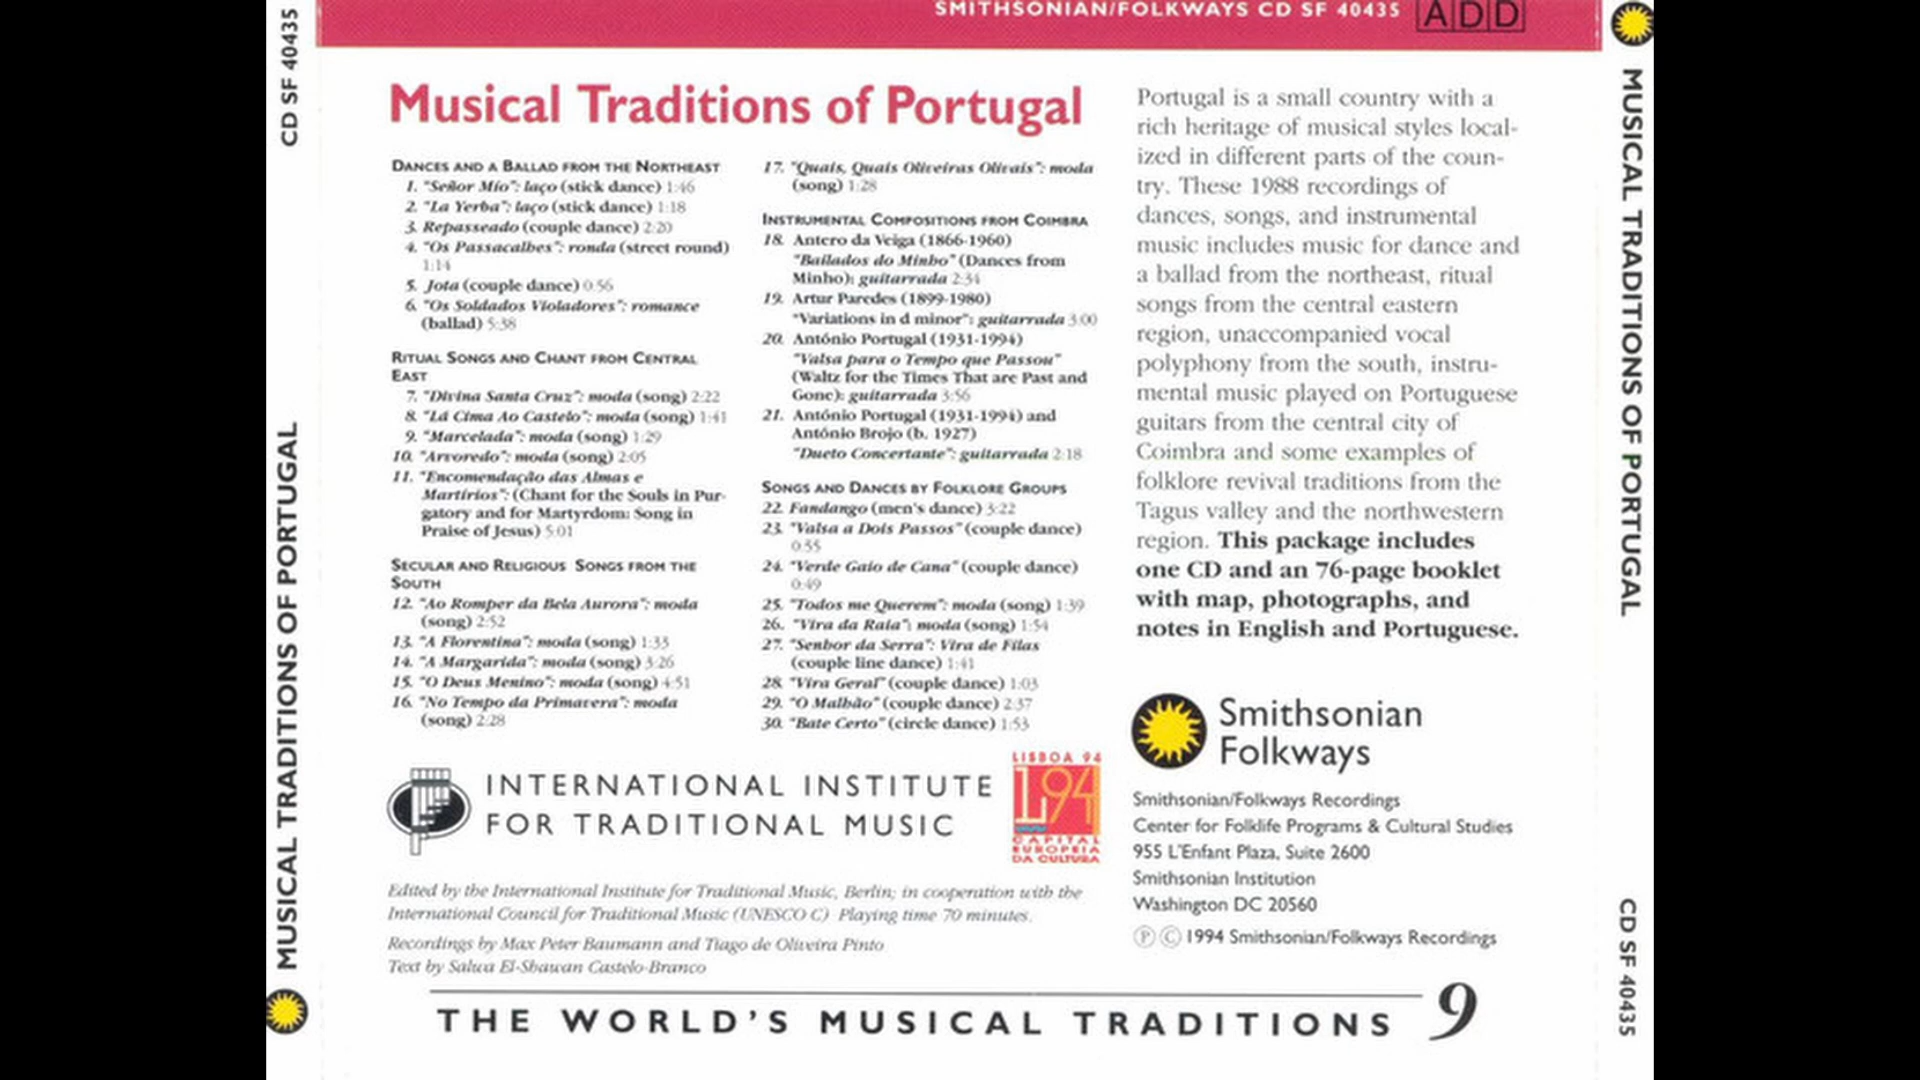 SMITHSONIAN/FOLKWAYS CD SF 40435
ADD
CD SF 40435
MUSICAL TRADITIONS OF PORTUGAL
Musical Traditions of Portugal
DANCES AND A BALLAD FROM THE NORTHEAST
1. "Señor Mío": laço (stick dance) 1:46
2. "La Yerba": laço (stick dance) 1:18
3. Repasseado (couple dance) 2:20
4. "Os Passacalhes": ronda (street round)
1:14
5. Jota (couple dance) 0:56
6. "Os Soldados Violadores": romance
(ballad) 5:38
RITUAL SONGS AND CHANT FROM CENTRAL
EAST
7. "Divina Santa Cruz": moda (song) 2:22
8. "Lá Cima Ao Castelo": moda (song) 1:41
9. "Marcelada": moda (song) 1:29
10. "Arvoredo": moda (song) 2:05
11. "Encomendação das Almas e
Martírios": (Chant for the Souls in Pur-
gatory and for Martyrdom: Song in
Praise of Jesus) 5:01
SECULAR AND RELIGIOUS SONGS FROM THE
SOUTH
12. "Ao Romper da Bela Aurora": moda
(song) 2:52
13. "A Florentina": moda (song) 1:33
14. "A Margarida": moda (song) 3:26
15. "O Deus Menino": moda (song) 4:51
16. "No Tempo da Primavera": moda
(song) 2:28
17. "Quais, Quais Oliveiras Olivais": moda
(song) 1:28
INSTRUMENTAL COMPOSITIONS FROM COIMBRA
18. Antero da Veiga (1866-1960)
"Bailados do Minho" (Dances from
Minho): guitarrada 2:34
19. Artur Paredes (1899-1980)
"Variations in d minor": guitarrada 3:00
20. António Portugal (1931-1994)
"Valsa para o Tempo que Passou"
(Waltz for the Times That are Past and
Gone): guitarrada 3:56
21. António Portugal (1931-1994) and
António Brojo (b. 1927)
"Dueto Concertante": guitarrada 2:18
SONGS AND DANCES BY FOLKLORE GROUPS
22. Fandango (men's dance) 3:22
23. "Valsa a Dois Passos" (couple dance)
0:55
24. "Verde Gaio de Cana" (couple dance)
0:49
25. "Todos me Querem": moda (song) 1:39
26. "Vira da Raia": moda (song) 1:54
27. "Senhor da Serra": Vira de Filas
(couple line dance) 1:41
28. "Vira Geral" (couple dance) 1:03
29. "O Malhão" (couple dance) 2:37
30. "Bate Certo" (circle dance) 1:53
Portugal is a small country with a
rich heritage of musical styles local-
ized in different parts of the coun-
try. These 1988 recordings of
dances, songs, and instrumental
music includes music for dance and
a ballad from the northeast, ritual
songs from the central eastern
region, unaccompanied vocal
polyphony from the south, instru-
mental music played on Portuguese
guitars from the central city of
Coimbra and some examples of
folklore revival traditions from the
Tagus valley and the northwestern
region. This package includes
one CD and an 76-page booklet
with map, photographs, and
notes in English and Portuguese.
INTERNATIONAL INSTITUTE
FOR TRADITIONAL MUSIC
LISBOA 94
L94
CAPITAL
EUROPEIA
DA CULTURA
Edited by the International Institute for Traditional Music, Berlin; in cooperation with the
International Council for Traditional Music (UNESCO C) Playing time 70 minutes.
Recordings by Max Peter Baumann and Tiago de Oliveira Pinto
Text by Salwa El-Shawan Castelo-Branco
Smithsonian
Folkways
Smithsonian/Folkways Recordings
Center for Folklife Programs & Cultural Studies
955 L'Enfant Plaza, Suite 2600
Smithsonian Institution
Washington DC 20560
Ⓟ © 1994 Smithsonian/Folkways Recordings
THE WORLD'S MUSICAL TRADITIONS 9
MUSICAL TRADITIONS OF PORTUGAL
CD SF 40435